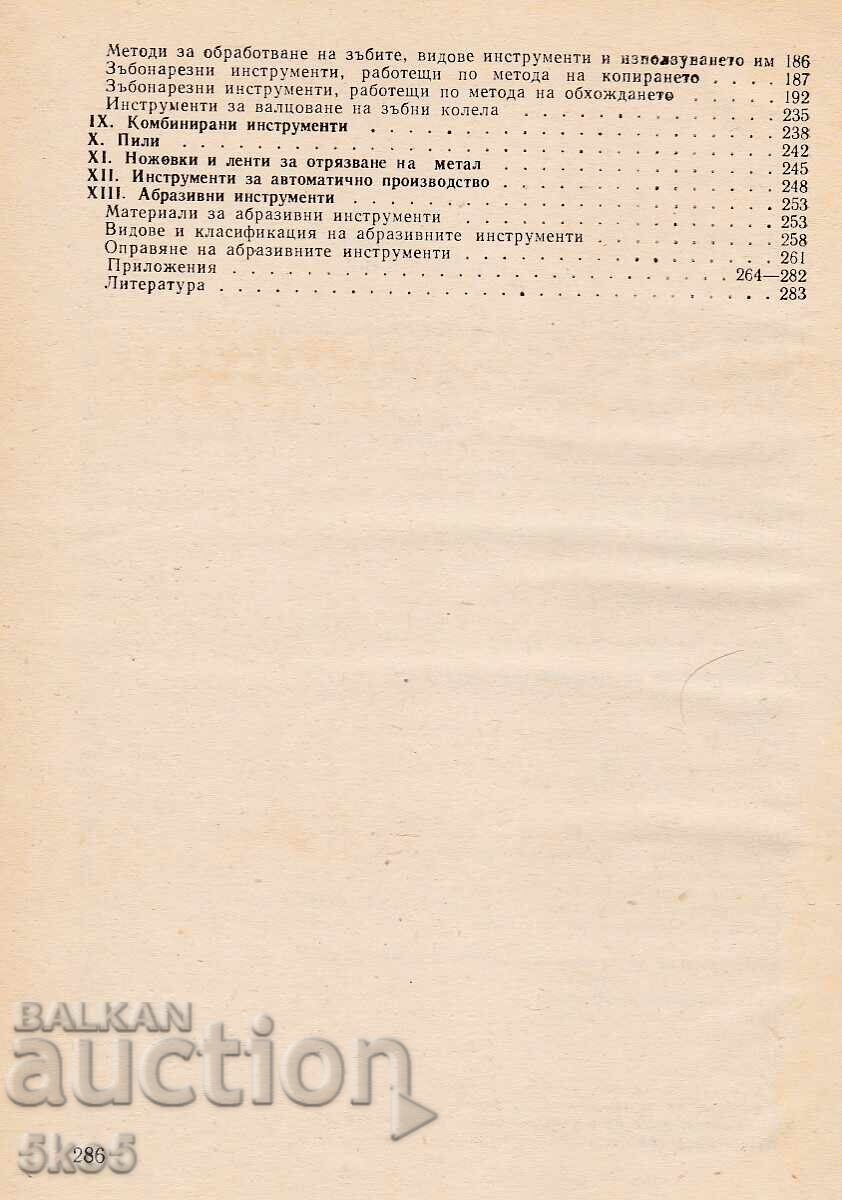 Методи за обработване на зъбите, видове инструменти и използуването им 186
Зъбонарезни инструменти, работещи по метода на копирането . . . . 187
Зъбонарезни инструменти, работещи по метода на обхождането . . . . . 192
Инструменти за валцоване на зъбни колела . . . . . . . . . . . . . 235
IX. Комбинирани инструменти . . . . . . . . . . . . . . . . . . . 238
X. Пили . . . . . . . . . . . . . . . . . . . . . . . . . . . . . 242
XI. Ножовки и ленти за отрязване на метал . . . . . . . . . . . . . 245
XII. Инструменти за автоматично производство . . . . . . . . . . . . 248
XIII. Абразивни инструменти . . . . . . . . . . . . . . . . . . . . 253
Материали за абразивни инструменти . . . . . . . . . . . . . . . 253
Видове и класификация на абразивните инструменти . . . . . . . . . 258
Оправяне на абразивните инструменти . . . . . . . . . . . . . . . 261
Приложения . . . . . . . . . . . . . . . . . . . . . . . . . 264—282
Литература . . . . . . . . . . . . . . . . . . . . . . . . . . . 283
BALKAN
auction
5ko5
286